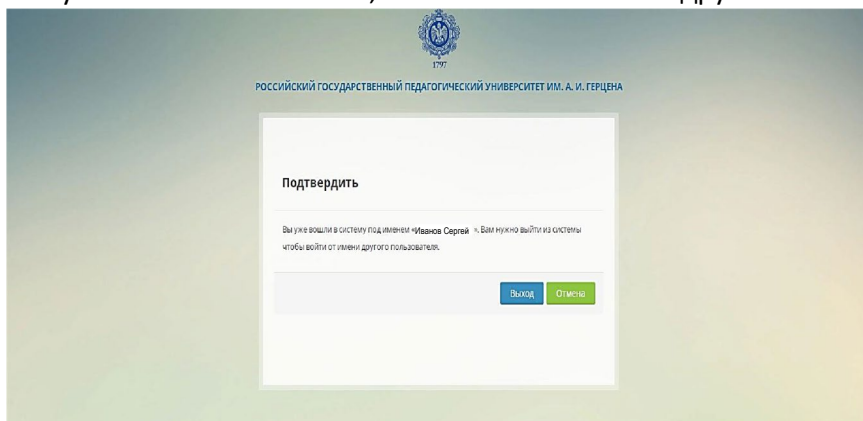 1797
РОССИЙСКИЙ ГОСУДАРСТВЕННЫЙ ПЕДАГОГИЧЕСКИЙ УНИВЕРСИТЕТ ИМ. А. И. ГЕРЦЕНА
Подтвердить
Вы уже вошли в систему под именем «Иванов Сергей ». Вам нужно выйти из системы
чтобы войти от имени другого пользователя.
Выход Отмена